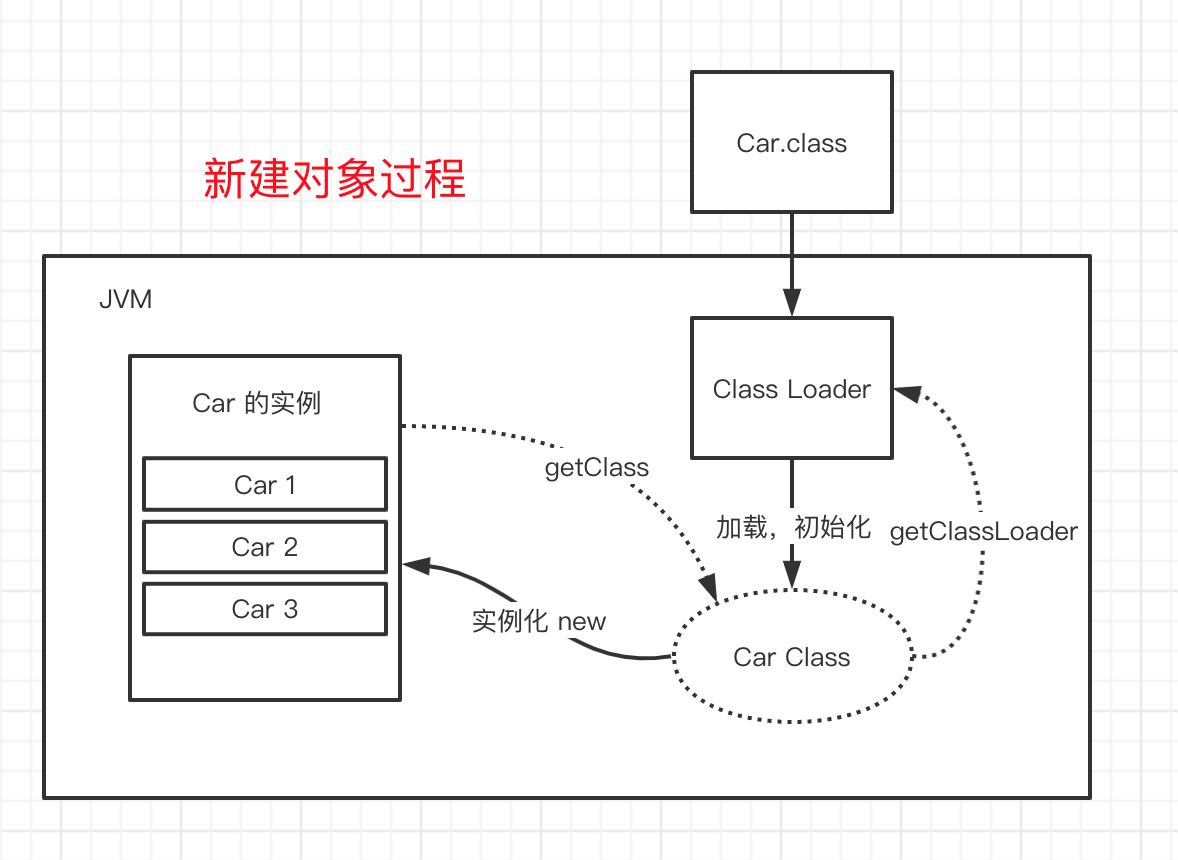 Car.class
新建对象过程
JVM
Class Loader
Car 的实例
getClass
Car 1
加载，初始化
getClassLoader
Car 2
Car 3
实例化 new
Car Class